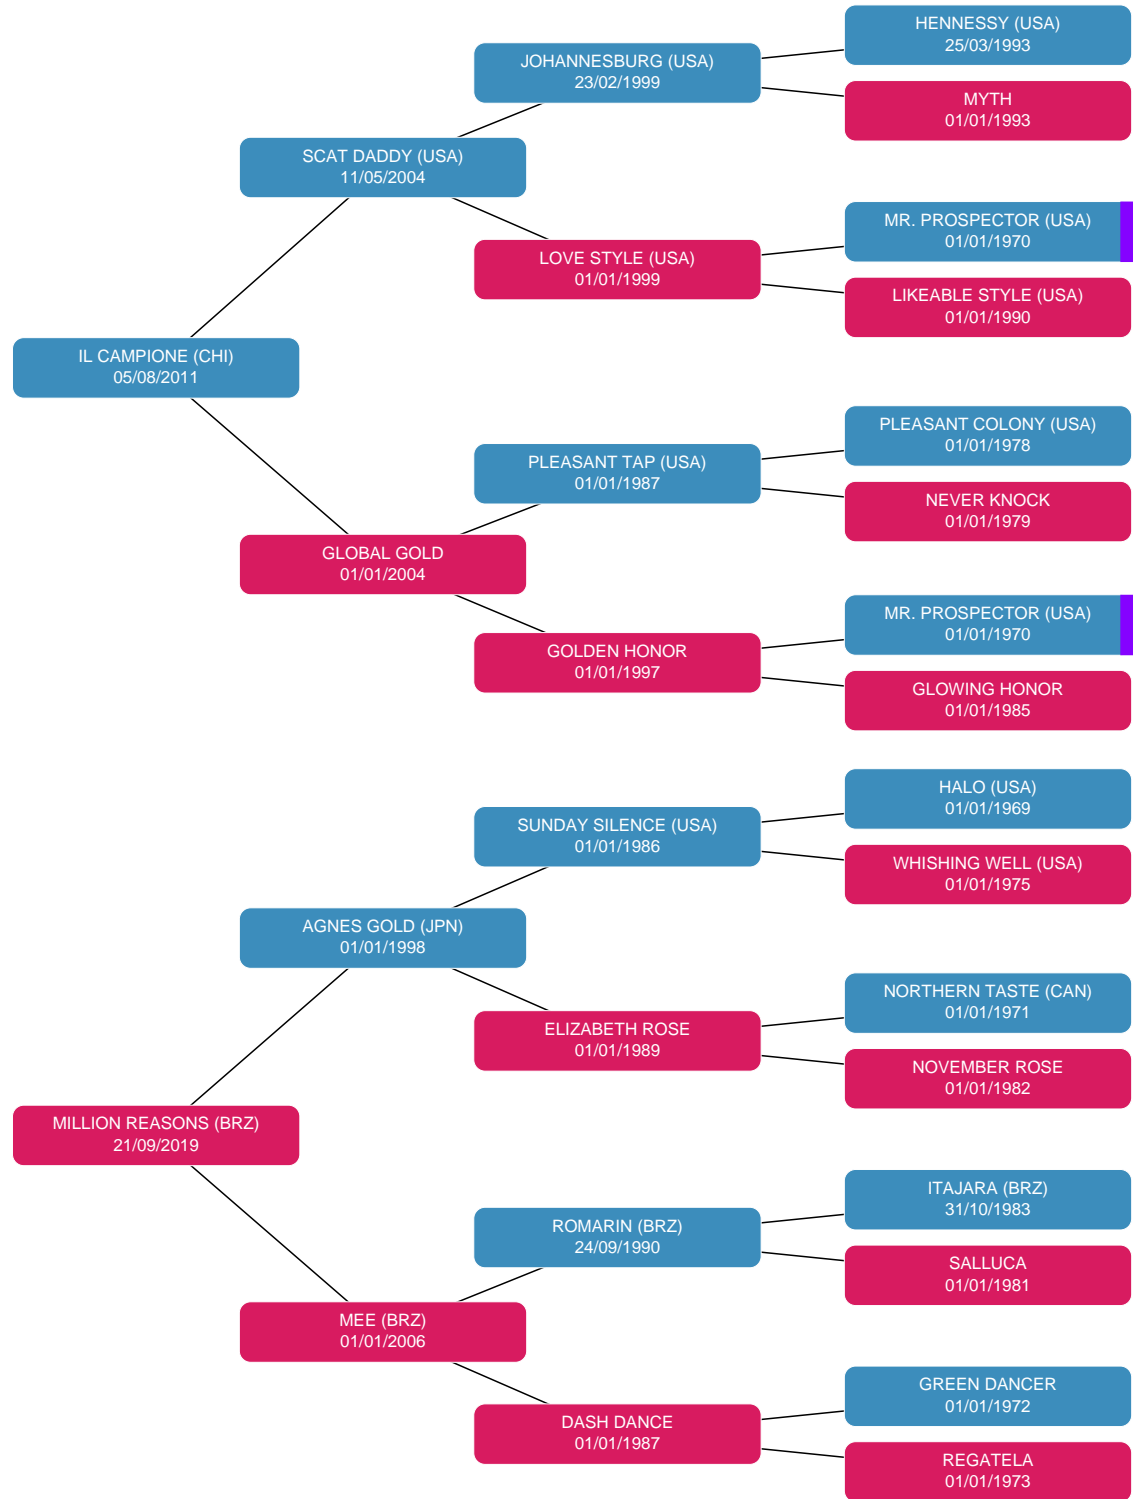 HENNESSY (USA)
25/03/1993
JOHANNESBURG (USA)
23/02/1999
MYTH
01/01/1993
SCAT DADDY (USA)
11/05/2004
MR. PROSPECTOR (USA)
01/01/1970
LOVE STYLE (USA)
01/01/1999
LIKEABLE STYLE (USA)
01/01/1990
IL CAMPIONE (CHI)
05/08/2011
PLEASANT COLONY (USA)
01/01/1978
PLEASANT TAP (USA)
01/01/1987
NEVER KNOCK
01/01/1979
GLOBAL GOLD
01/01/2004
MR. PROSPECTOR (USA)
01/01/1970
GOLDEN HONOR
01/01/1997
GLOWING HONOR
01/01/1985
HALO (USA)
01/01/1969
SUNDAY SILENCE (USA)
01/01/1986
WHISHING WELL (USA)
01/01/1975
AGNES GOLD (JPN)
01/01/1998
NORTHERN TASTE (CAN)
01/01/1971
ELIZABETH ROSE
01/01/1989
NOVEMBER ROSE
01/01/1982
MILLION REASONS (BRZ)
21/09/2019
ITAJARA (BRZ)
31/10/1983
ROMARIN (BRZ)
24/09/1990
SALLUCA
01/01/1981
MEE (BRZ)
01/01/2006
GREEN DANCER
01/01/1972
DASH DANCE
01/01/1987
REGATELA
01/01/1973